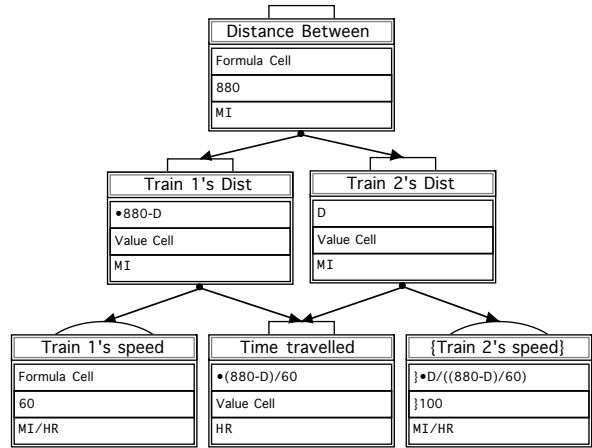 Distance Between
Formula Cell
880
MI
Train 1's Dist
•880-D
Value Cell
MI
Train 2's Dist
D
Value Cell
MI
Train 1's speed
Formula Cell
60
MI/HR
Time travelled
•(880-D)/60
Value Cell
HR
{Train 2's speed}
}•D/((880-D)/60)
}100
MI/HR